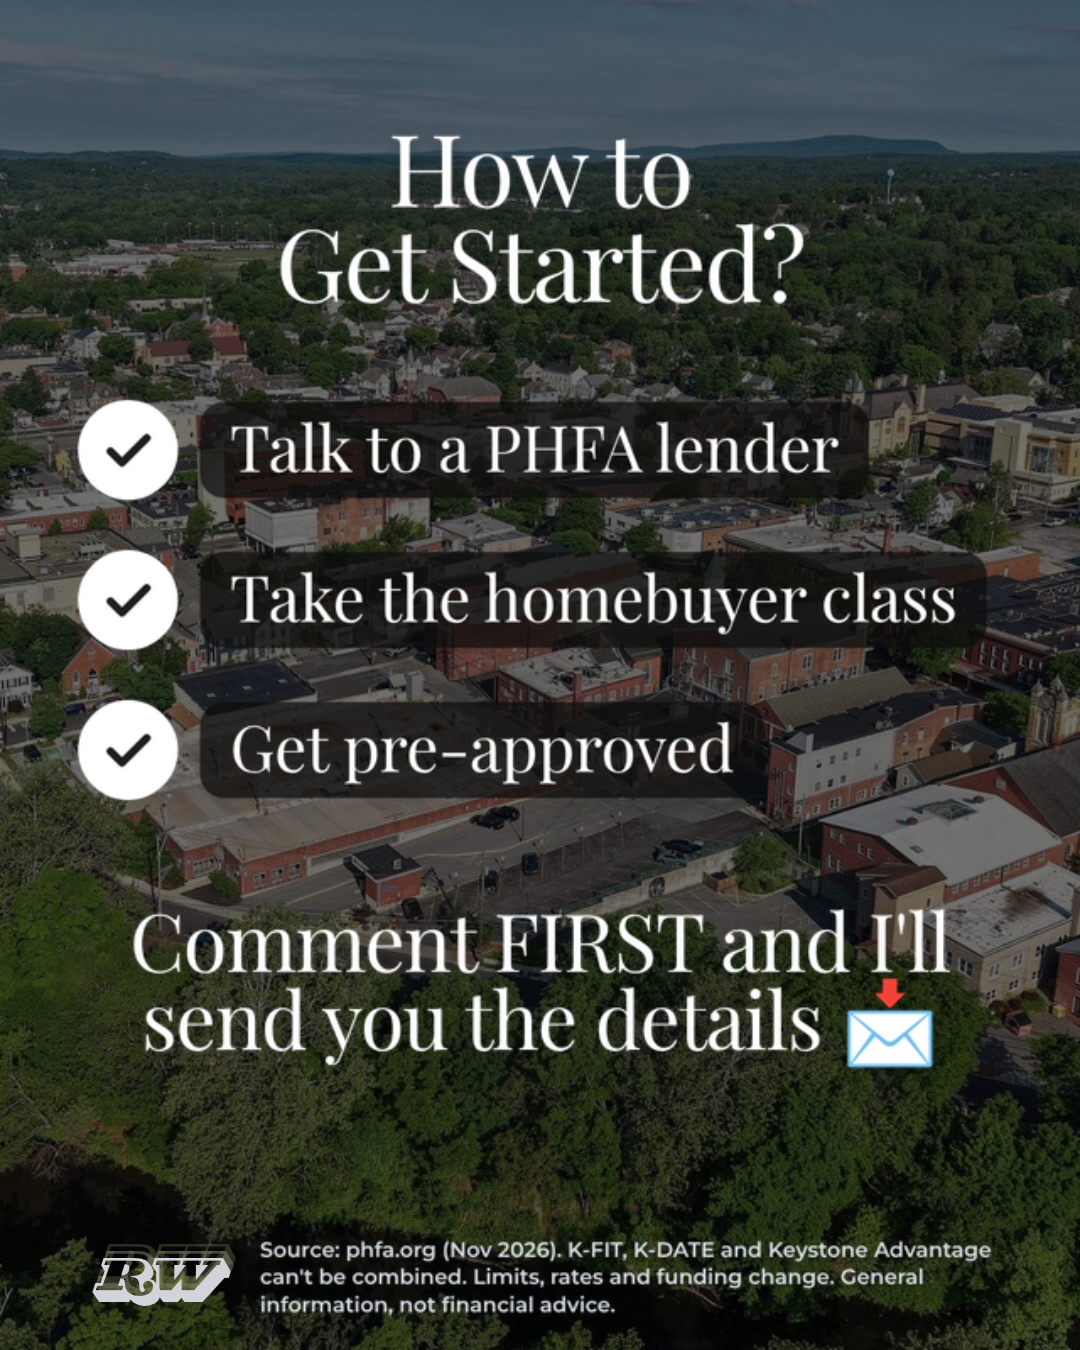 How to
Get Started?
Talk to a PHFA lender
Take the homebuyer class
Get pre-approved
Comment FIRST and I'll
send you the details
RW
Source: phfa.org (Nov 2026). K-FIT, K-DATE and Keystone Advantage
can't be combined. Limits, rates and funding change. General
information, not financial advice.